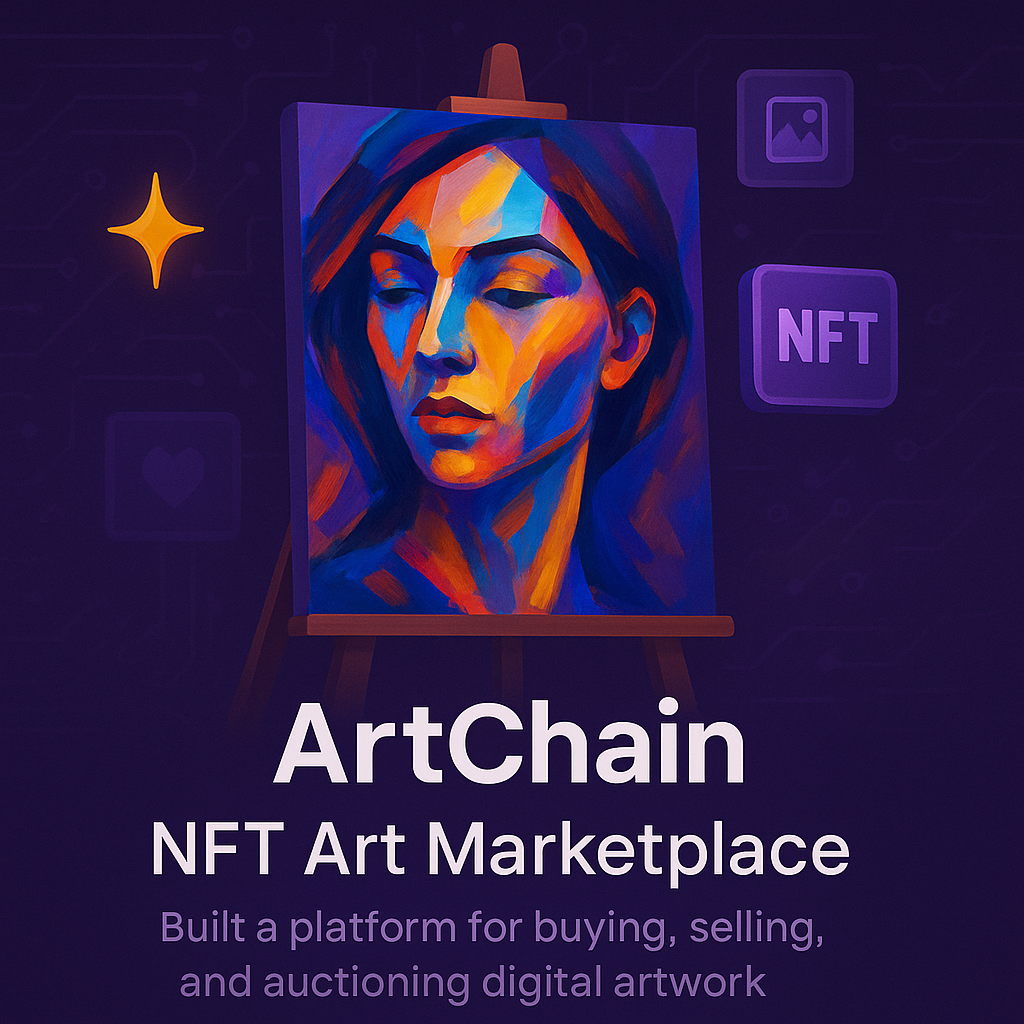 NFT
ArtChain
NFT Art Marketplace
Built a platform for buying, selling,
and auctioning digital artwork